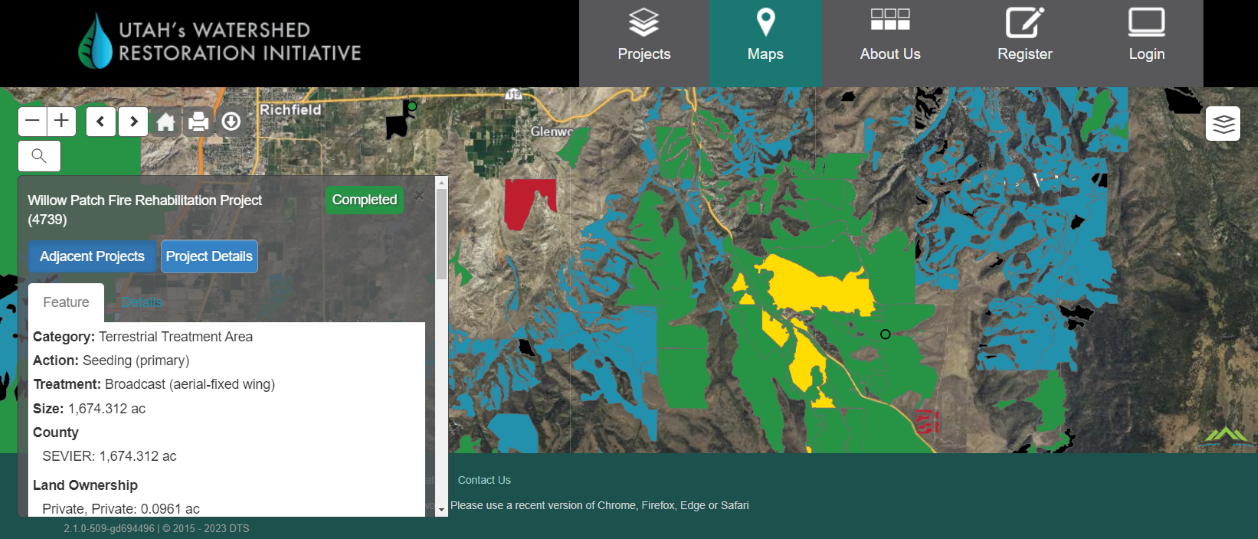 UTAH's WATERSHED
RESTORATION INITIATIVE
Projects
Maps
About Us
Register
Login
Richfield
119
Willow Patch Fire Rehabilitation Project
(4739)
Completed
×
Adjacent Projects
Project Details
Feature
Details
Category: Terrestrial Treatment Area
Action: Seeding (primary)
Treatment: Broadcast (aerial-fixed wing)
Size: 1,674.312 ac
County
SEVIER: 1,674.312 ac
Land Ownership
Private, Private: 0.0961 ac
Contact Us
Please use a recent version of Chrome, Firefox, Edge or Safari
2.1.0-509-gd694496 | © 2015 - 2023 DTS